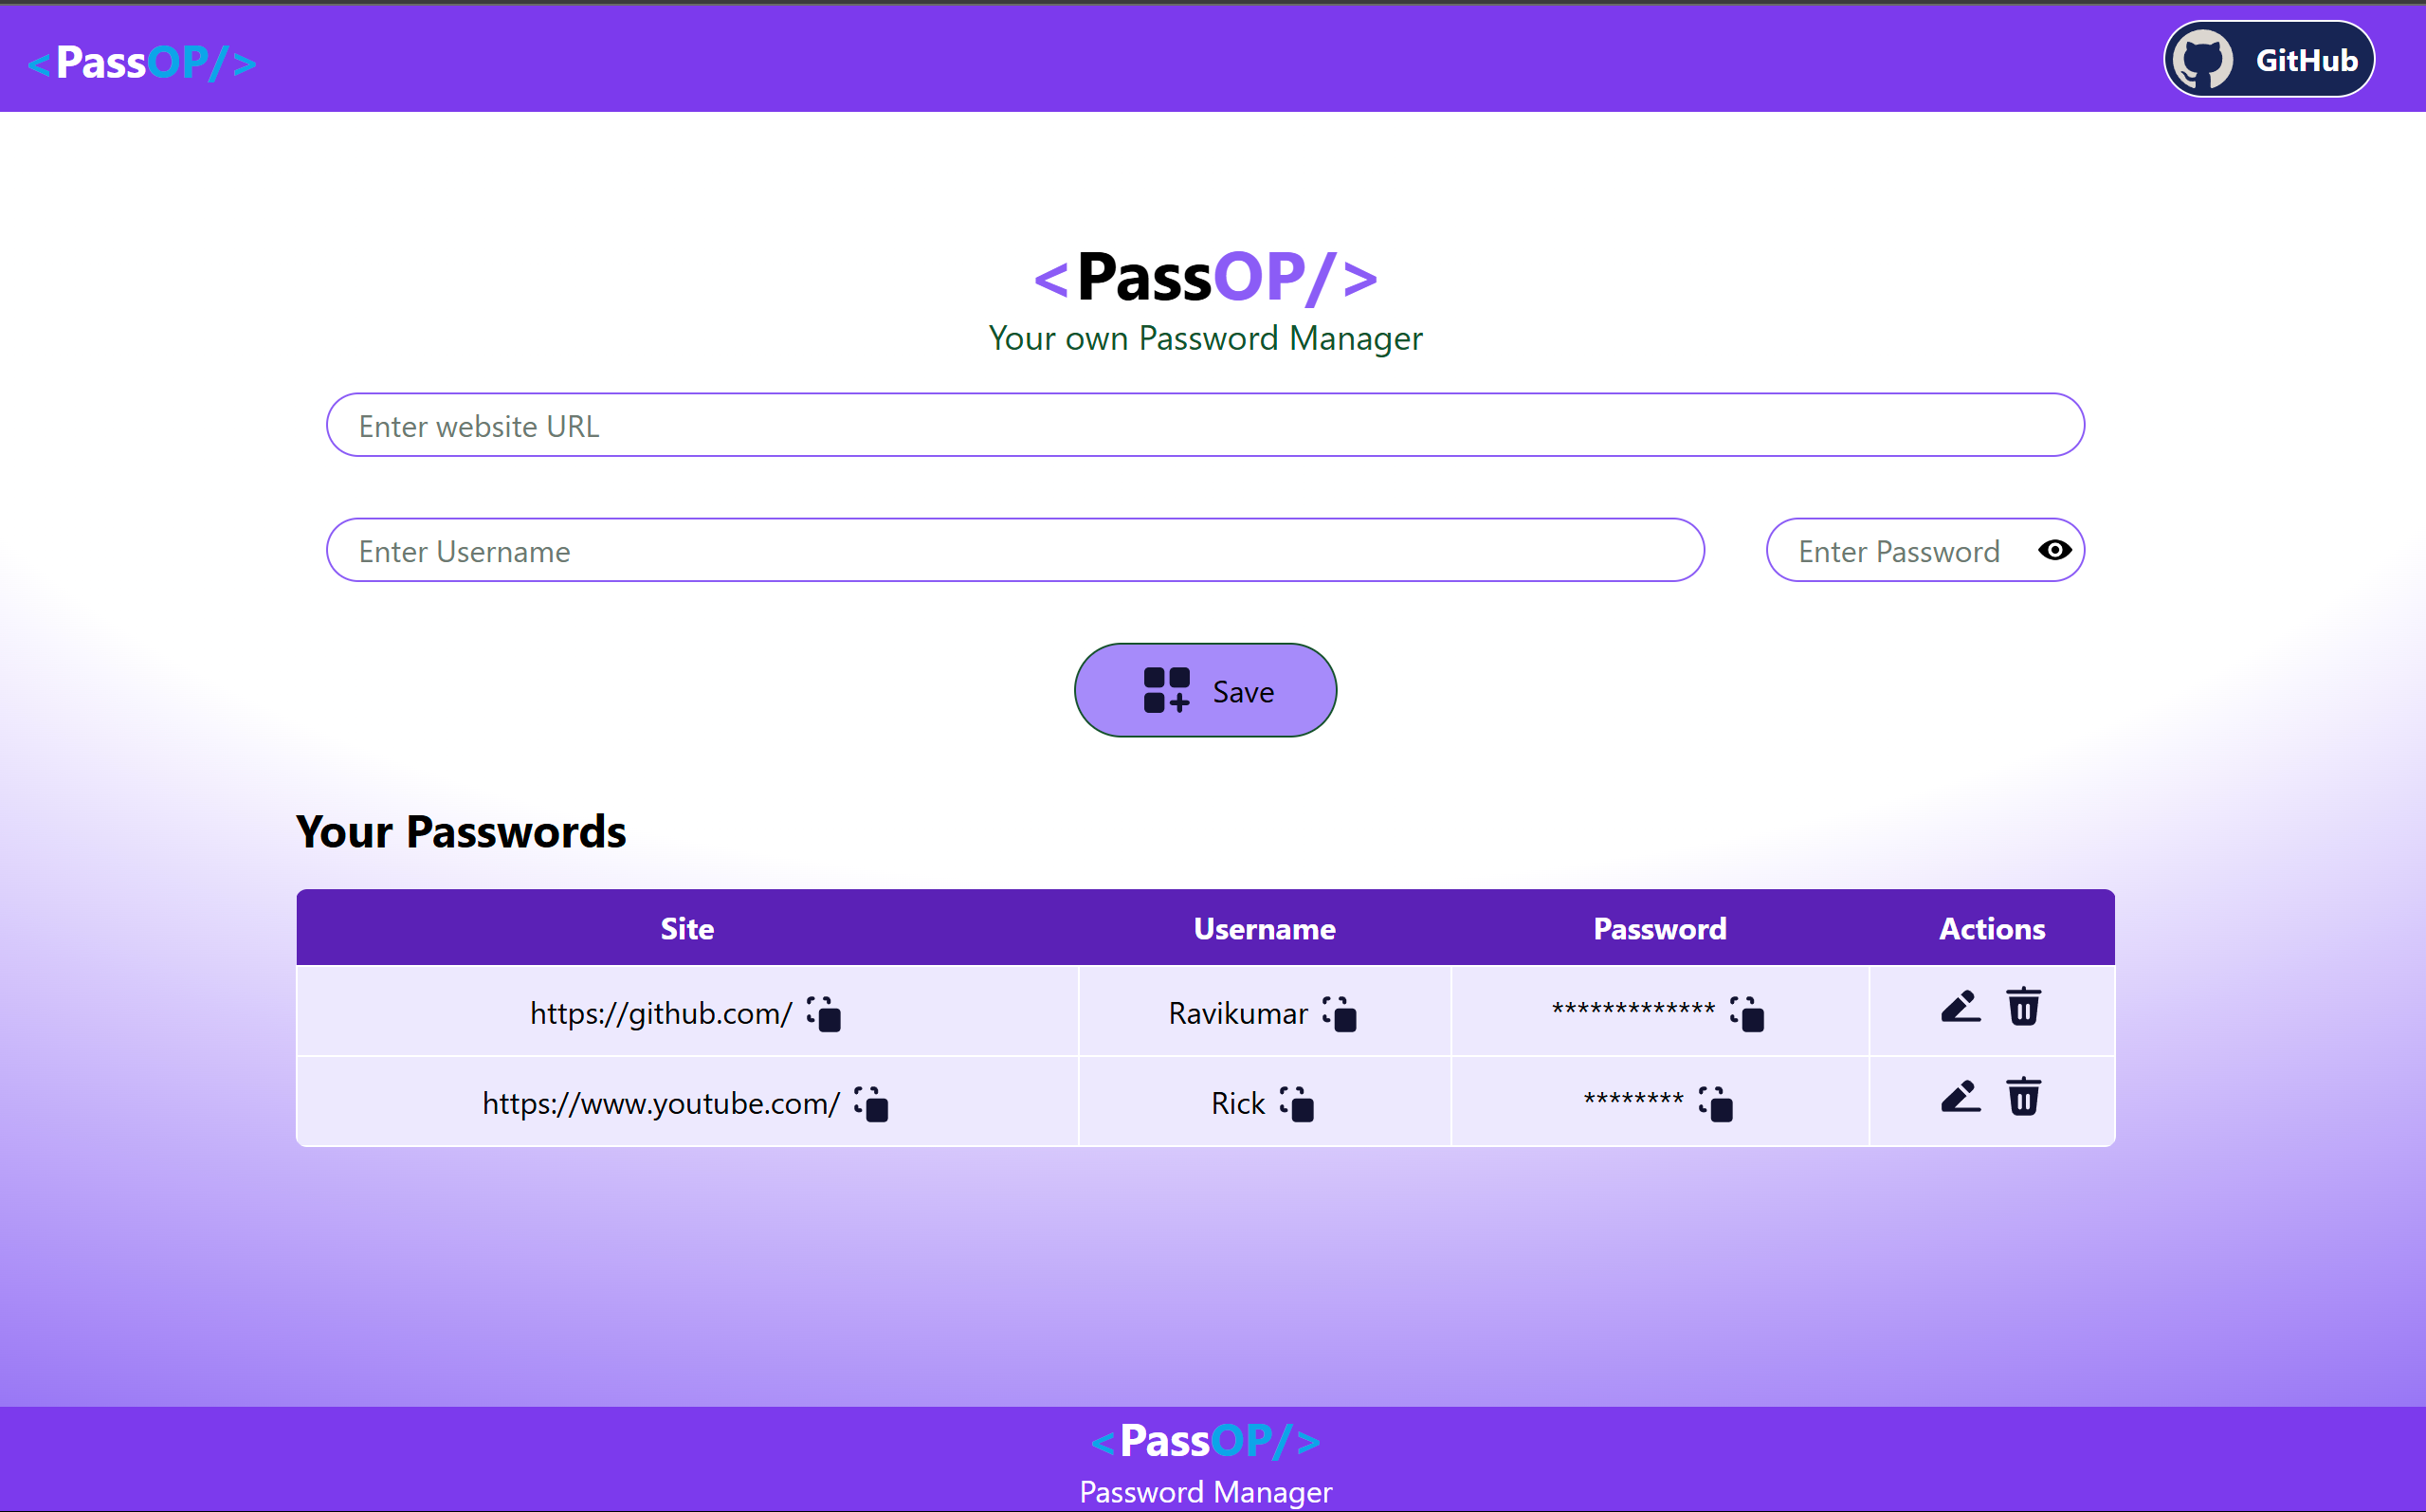 <PassOP/>
GitHub
<PassOP/>
Your own Password Manager
Enter website URL
Enter Username
Enter Password
Save
Your Passwords
Site Username Password Actions
https://github.com/ Ravikumar *************
https://www.youtube.com/ Rick ********
<PassOP/>
Password Manager